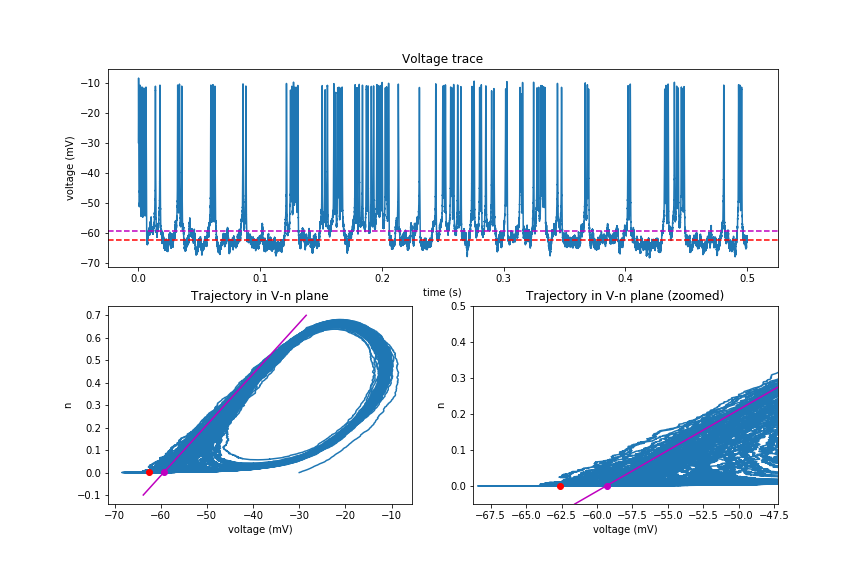 Voltage trace
voltage (mV)
−10
−20
−30
−40
−50
−60
−70
0.0 0.1 0.2 0.3 0.4 0.5
time (s)
Trajectory in V-n plane
n
0.7
0.6
0.5
0.4
0.3
0.2
0.1
0.0
−0.1
−70 −60 −50 −40 −30 −20 −10
voltage (mV)
Trajectory in V-n plane (zoomed)
n
0.5
0.4
0.3
0.2
0.1
0.0
−67.5 −65.0 −62.5 −60.0 −57.5 −55.0 −52.5 −50.0 −47.5
voltage (mV)